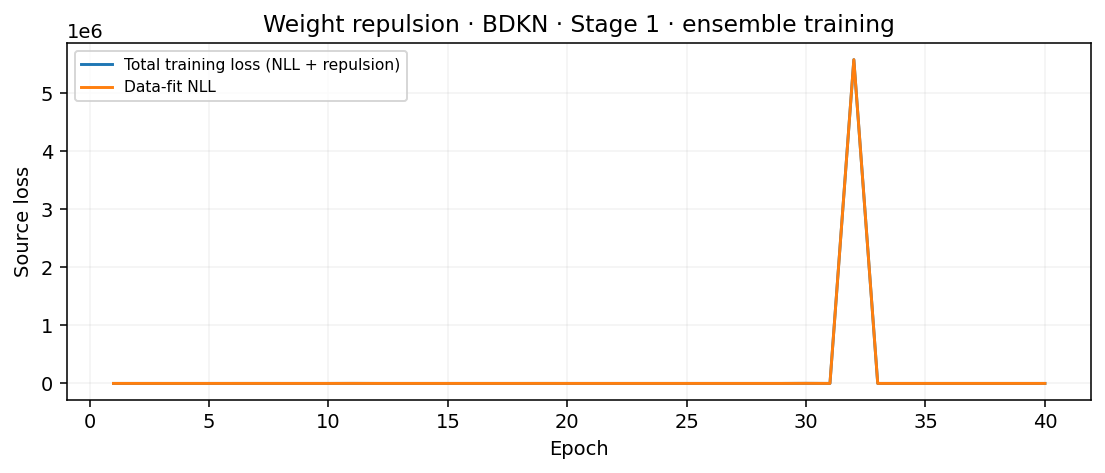 Weight repulsion · BDKN · Stage 1 · ensemble training
1e6
Total training loss (NLL + repulsion)
Data-fit NLL
5
4
3
2
1
0
Source loss
0 5 10 15 20 25 30 35 40
Epoch